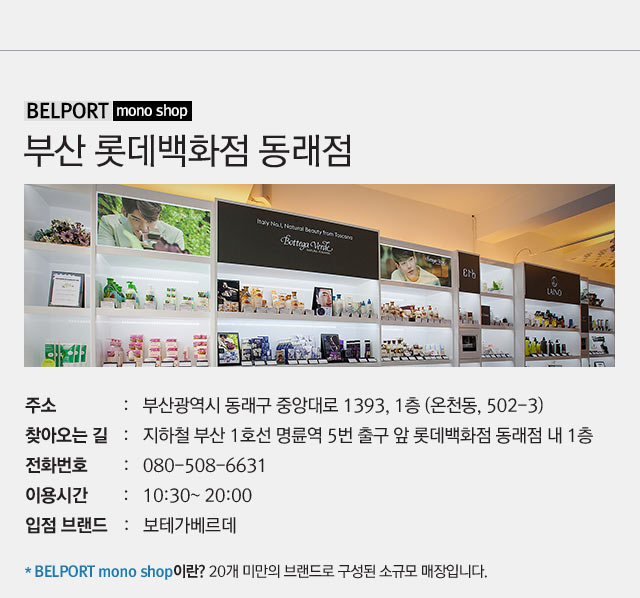 BELPORT mono shop
부산 롯데백화점 동래점
Italy No.1, Natural Beauty from Toscana
Bottega Verde
erb
LAINO
주소 : 부산광역시 동래구 중앙대로 1393, 1층 (온천동, 502-3)
찾아오는 길 : 지하철 부산 1호선 명륜역 5번 출구 앞 롯데백화점 동래점 내 1층
전화번호 : 080-508-6631
이용시간 : 10:30~ 20:00
입점 브랜드 : 보테가베르데
* BELPORT mono shop이란? 20개 미만의 브랜드로 구성된 소규모 매장입니다.